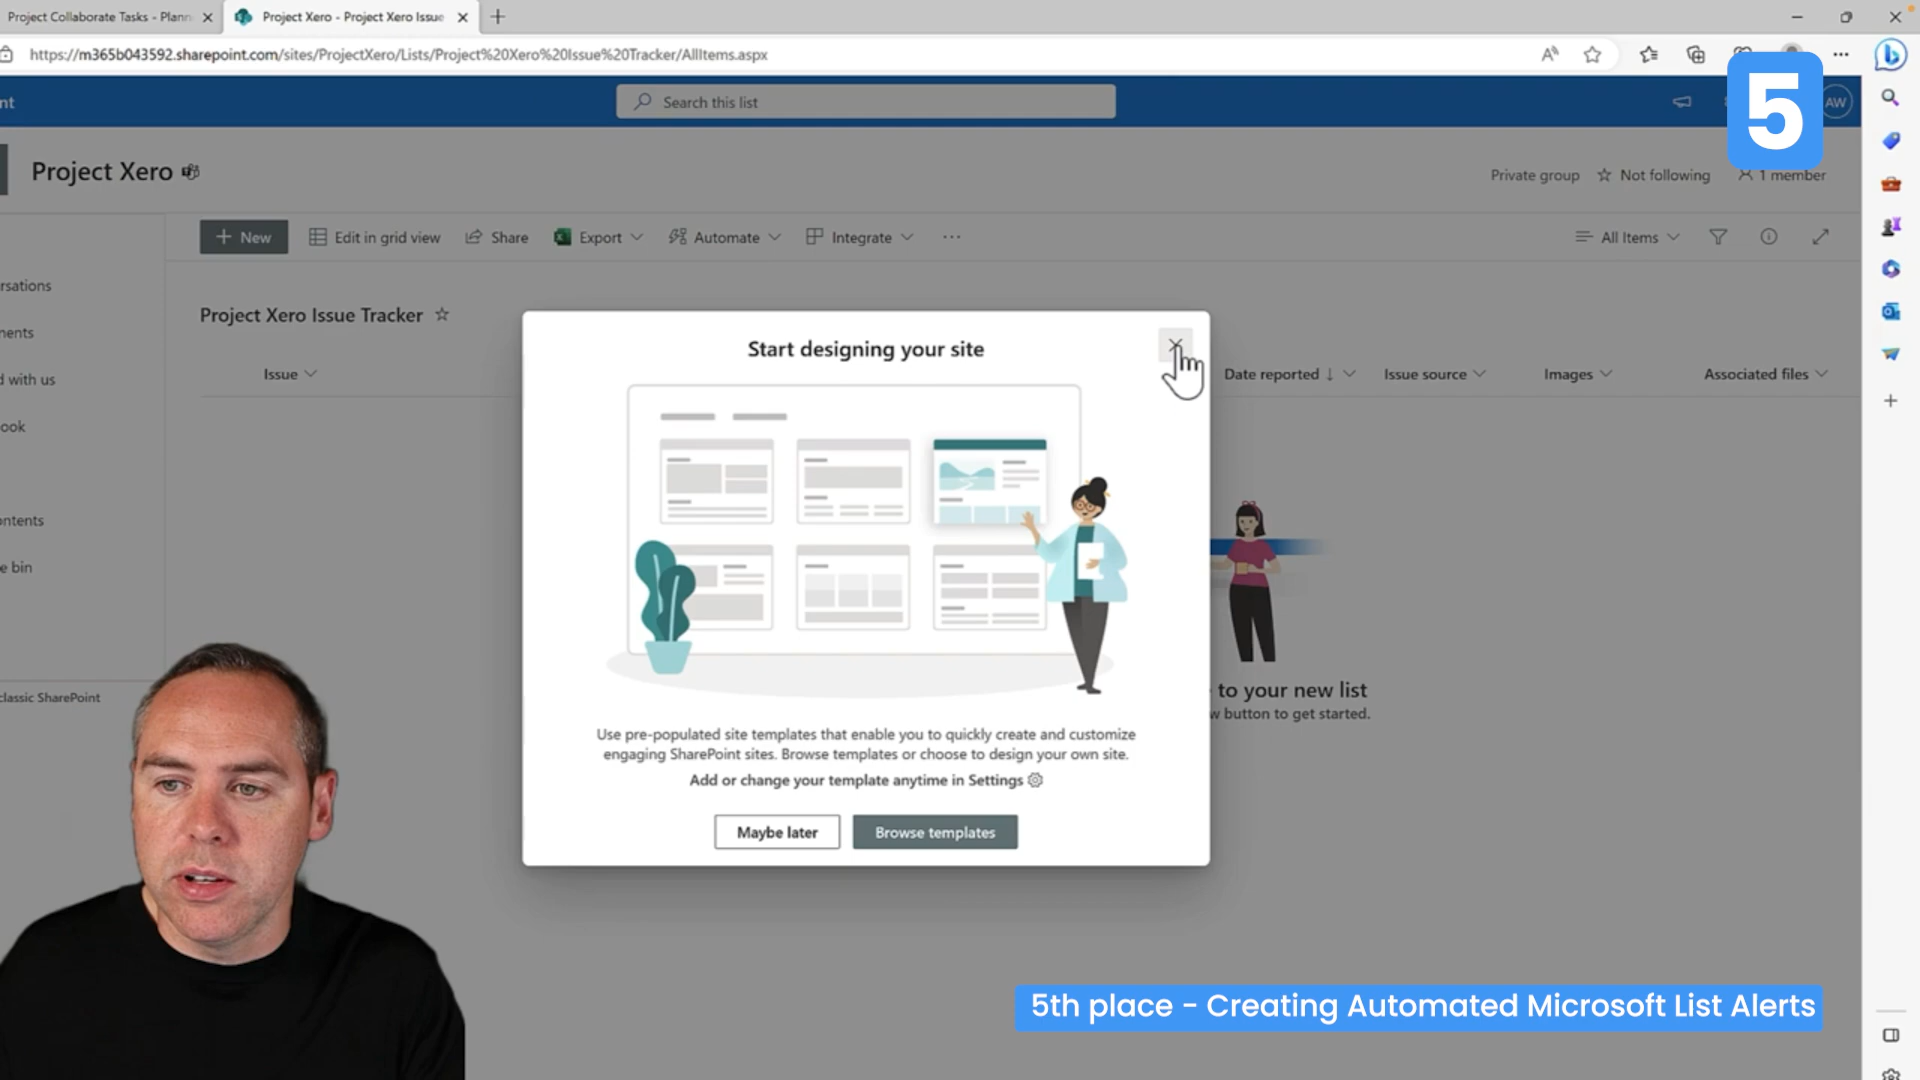 Project Collaborate Tasks - Plann
Project Xero - Project Xero Issue
https://m365b043592.sharepoint.com/sites/ProjectXero/Lists/Project%20Xero%20Issue%20Tracker/AllItems.aspx
nt
Search this list
AW
5
Project Xero
Private group
Not following
1 member
New
Edit in grid view
Share
Export
Automate
Integrate
All Items
rsations
nents
d with us
ook
ontents
e bin
classic SharePoint
Project Xero Issue Tracker
Issue
Date reported
Issue source
Images
Associated files
Start designing your site
to your new list
w button to get started.
Use pre-populated site templates that enable you to quickly create and customize
engaging SharePoint sites. Browse templates or choose to design your own site.
Add or change your template anytime in Settings
Maybe later
Browse templates
5th place - Creating Automated Microsoft List Alerts